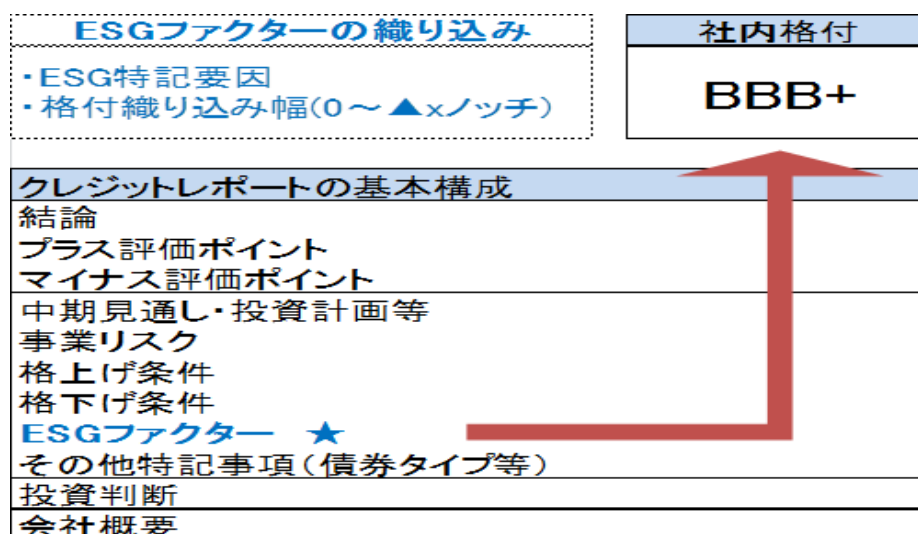 ESGファクターの織り込み
・ESG特記要因
・格付織り込み幅(0～▲xノッチ)
社内格付
BBB+
クレジットレポートの基本構成
結論
プラス評価ポイント
マイナス評価ポイント
中期見通し・投資計画等
事業リスク
格上げ条件
格下げ条件
ESGファクター ★
その他特記事項(債券タイプ等)
投資判断
会社概要